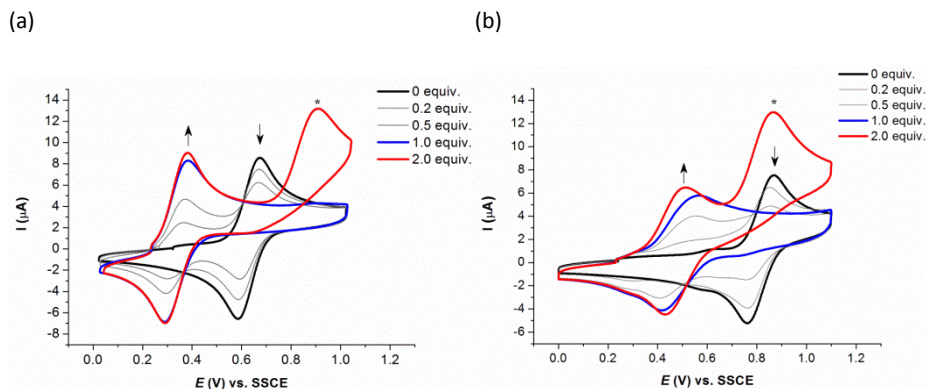 (a)
(b)
I (µA)
14
12
10
8
6
4
2
0
-2
-4
-6
-8
0.0 0.2 0.4 0.6 0.8 1.0 1.2
E (V) vs. SSCE
*
0 equiv.
0.2 equiv.
0.5 equiv.
1.0 equiv.
2.0 equiv.
I (µA)
14
12
10
8
6
4
2
0
-2
-4
-6
0.0 0.2 0.4 0.6 0.8 1.0 1.2
E (V) vs. SSCE
*
0 equiv.
0.2 equiv.
0.5 equiv.
1.0 equiv.
2.0 equiv.